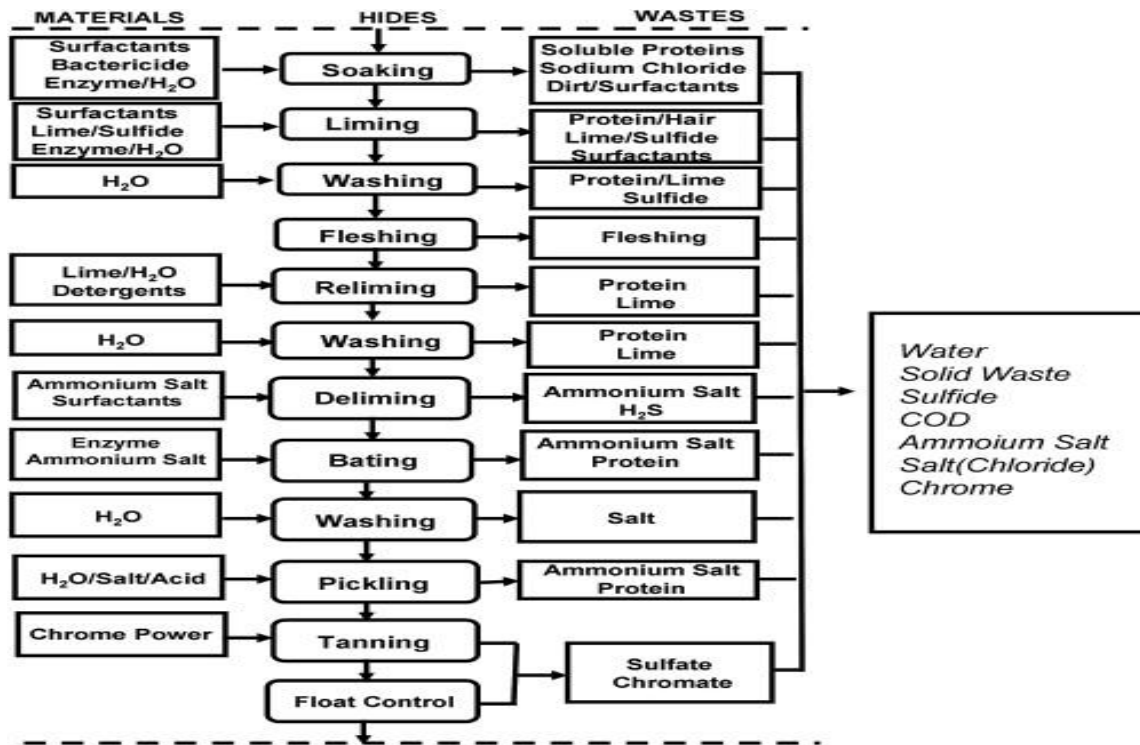 MATERIALS HIDES WASTES
Surfactants
Bactericide
Enzyme/H₂O
Soaking
Soluble Proteins
Sodium Chloride
Dirt/Surfactants
Surfactants
Lime/Sulfide
Enzyme/H₂O
Liming
Protein/Hair
Lime/Sulfide
Surfactants
H₂O
Washing
Protein/Lime
Sulfide
Fleshing
Fleshing
Lime/H₂O
Detergents
Reliming
Protein
Lime
H₂O
Washing
Protein
Lime
Ammonium Salt
Surfactants
Deliming
Ammonium Salt
H₂S
Enzyme
Ammonium Salt
Bating
Ammonium Salt
Protein
H₂O
Washing
Salt
H₂O/Salt/Acid
Pickling
Ammonium Salt
Protein
Chrome Power
Tanning
Float Control
Sulfate
Chromate
Water
Solid Waste
Sulfide
COD
Ammoium Salt
Salt(Chloride)
Chrome